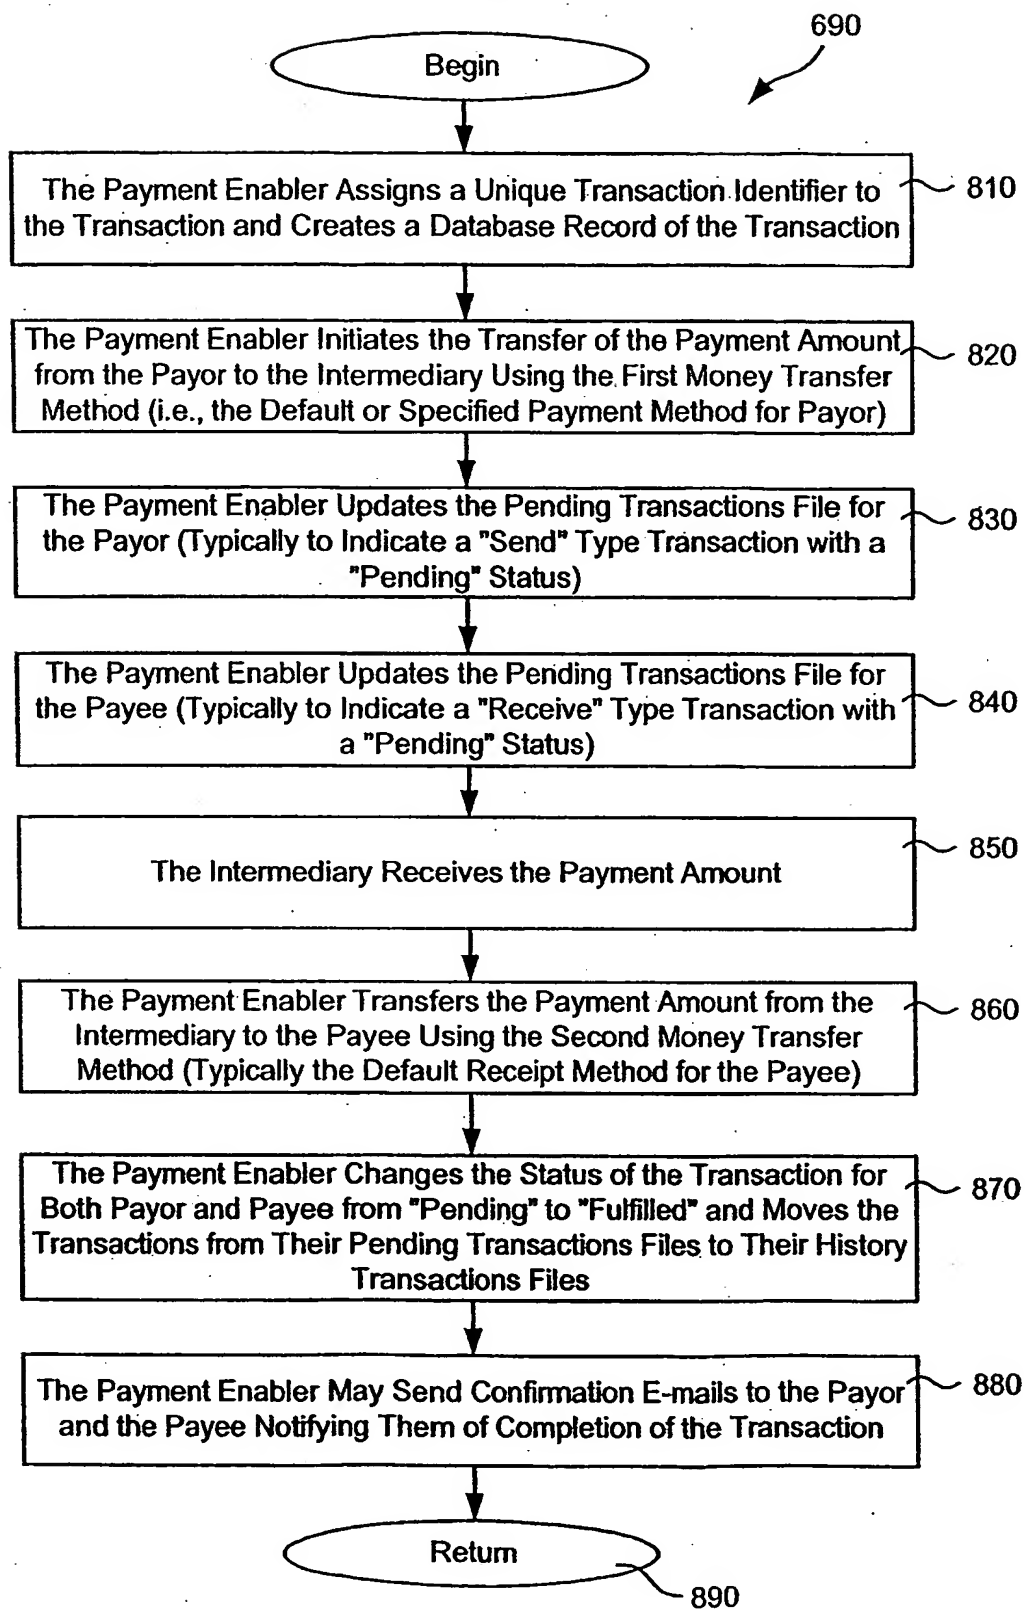 690
Begin
The Payment Enabler Assigns a Unique Transaction Identifier to
the Transaction and Creates a Database Record of the Transaction
810
The Payment Enabler Initiates the Transfer of the Payment Amount
from the Payor to the Intermediary Using the First Money Transfer
Method (i.e., the Default or Specified Payment Method for Payor)
820
The Payment Enabler Updates the Pending Transactions File for
the Payor (Typically to Indicate a "Send" Type Transaction with a
"Pending" Status)
830
The Payment Enabler Updates the Pending Transactions File for
the Payee (Typically to Indicate a "Receive" Type Transaction with
a "Pending" Status)
840
The Intermediary Receives the Payment Amount
850
The Payment Enabler Transfers the Payment Amount from the
Intermediary to the Payee Using the Second Money Transfer
Method (Typically the Default Receipt Method for the Payee)
860
The Payment Enabler Changes the Status of the Transaction for
Both Payor and Payee from "Pending" to "Fulfilled" and Moves the
Transactions from Their Pending Transactions Files to Their History
Transactions Files
870
The Payment Enabler May Send Confirmation E-mails to the Payor
and the Payee Notifying Them of Completion of the Transaction
880
Return
890